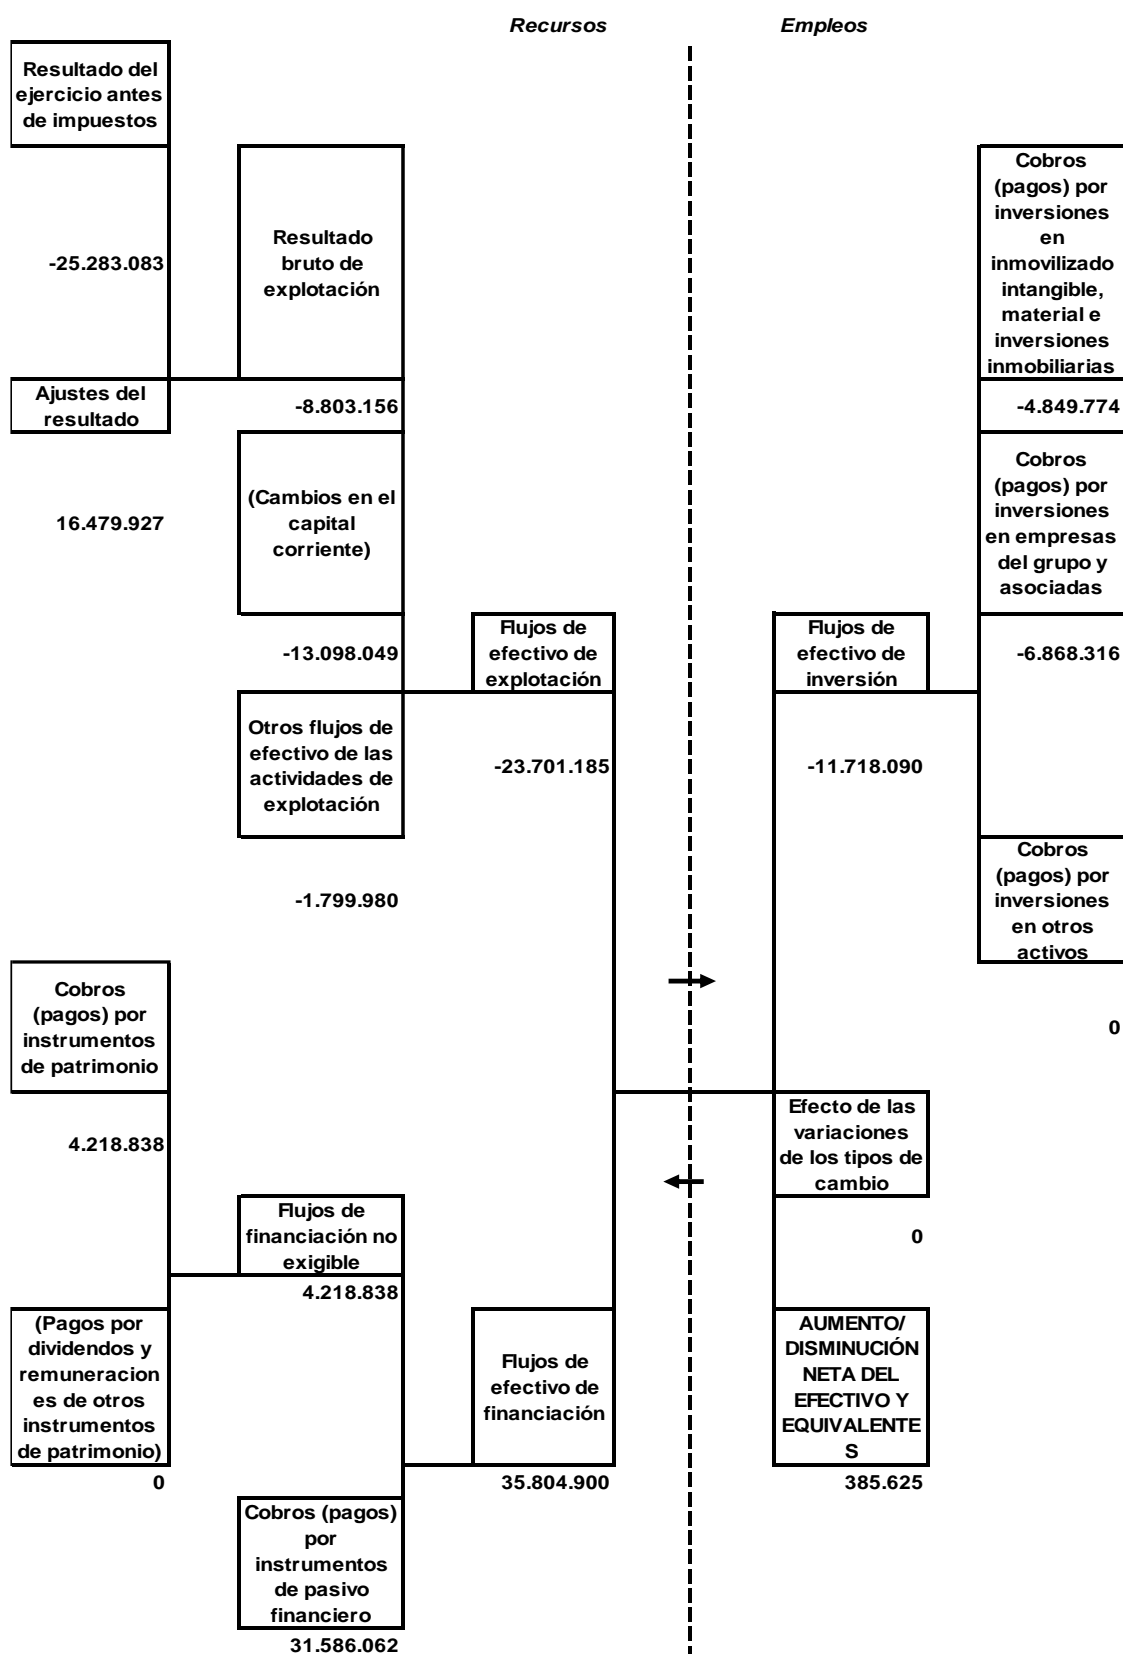 Recursos
Empleos
Resultado del
ejercicio antes
de impuestos
-25.283.083
Ajustes del
resultado
16.479.927
Resultado
bruto de
explotación
-8.803.156
(Cambios en el
capital
corriente)
-13.098.049
Otros flujos de
efectivo de las
actividades de
explotación
-1.799.980
Flujos de
efectivo de
explotación
-23.701.185
Flujos de
efectivo de
inversión
-11.718.090
Cobros
(pagos) por
inversiones
en
inmovilizado
intangible,
material e
inversiones
inmobiliarias
-4.849.774
Cobros
(pagos) por
inversiones
en empresas
del grupo y
asociadas
-6.868.316
Cobros
(pagos) por
inversiones
en otros
activos
0
Cobros
(pagos) por
instrumentos
de patrimonio
4.218.838
(Pagos por
dividendos y
remuneracion
es de otros
instrumentos
de patrimonio)
0
Flujos de
financiación no
exigible
4.218.838
Cobros (pagos)
por
instrumentos
de pasivo
financiero
31.586.062
Flujos de
efectivo de
financiación
35.804.900
Efecto de las
variaciones
de los tipos de
cambio
0
AUMENTO/
DISMINUCIÓN
NETA DEL
EFECTIVO Y
EQUIVALENTE
S
385.625